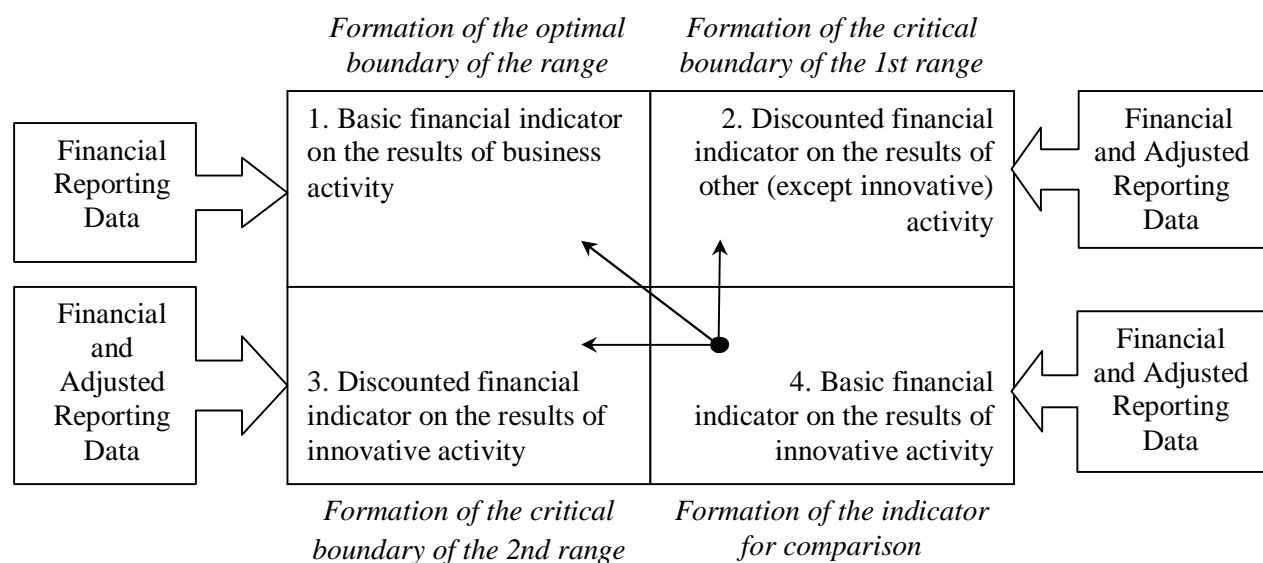 Formation of the optimal
boundary of the range
Formation of the critical
boundary of the 1st range
Financial
Reporting
Data
1. Basic financial indicator
on the results of business
activity
2. Discounted financial
indicator on the results of
other (except innovative)
activity
Financial
and Adjusted
Reporting
Data
Financial
and
Adjusted
Reporting
Data
3. Discounted financial
indicator on the results of
innovative activity
4. Basic financial
indicator on the results of
innovative activity
Financial
and Adjusted
Reporting
Data
Formation of the critical
boundary of the 2nd range
Formation of the indicator
for comparison